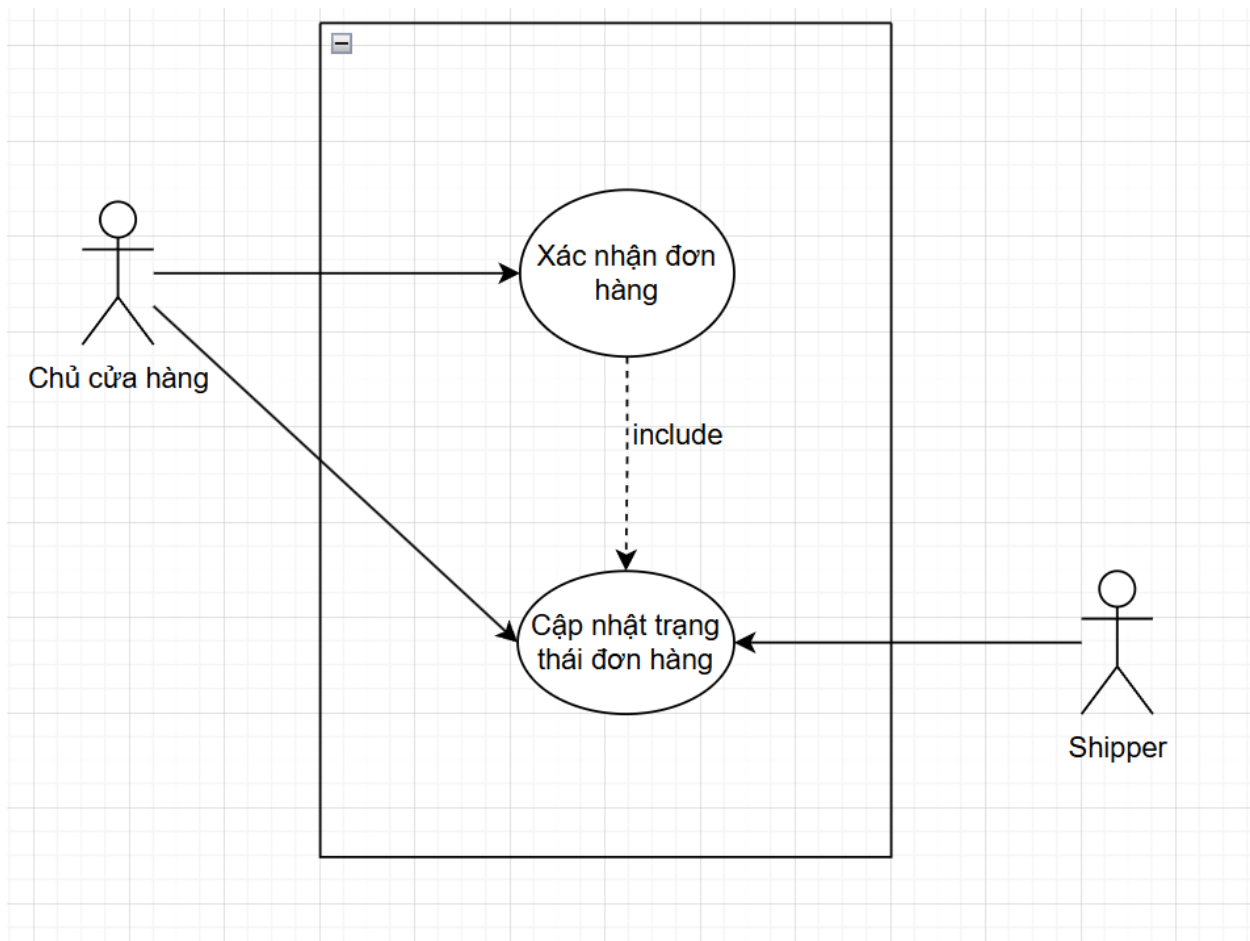 Xác nhận đơn
hàng
Chủ cửa hàng
include
Cập nhật trạng
thái đơn hàng
Shipper